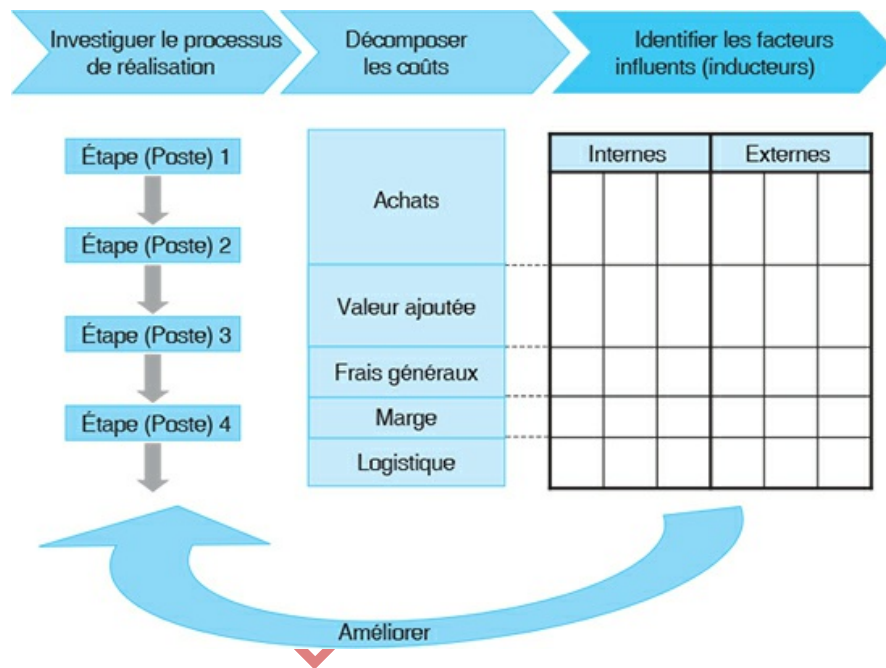 Investiguer le processus
de réalisation
Décomposer
les coûts
Identifier les facteurs
influents (inducteurs)
Étape (Poste) 1
Étape (Poste) 2
Étape (Poste) 3
Étape (Poste) 4
Achats
Valeur ajoutée
Frais généraux
Marge
Logistique
Internes
Externes
Améliorer